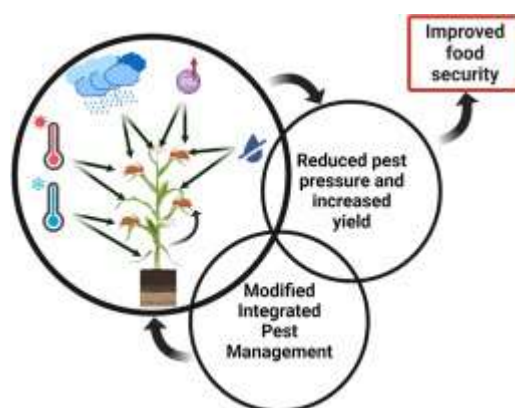 Improved
food
security
Reduced pest
pressure and
increased
yield
Modified
Integrated
Pest
Management